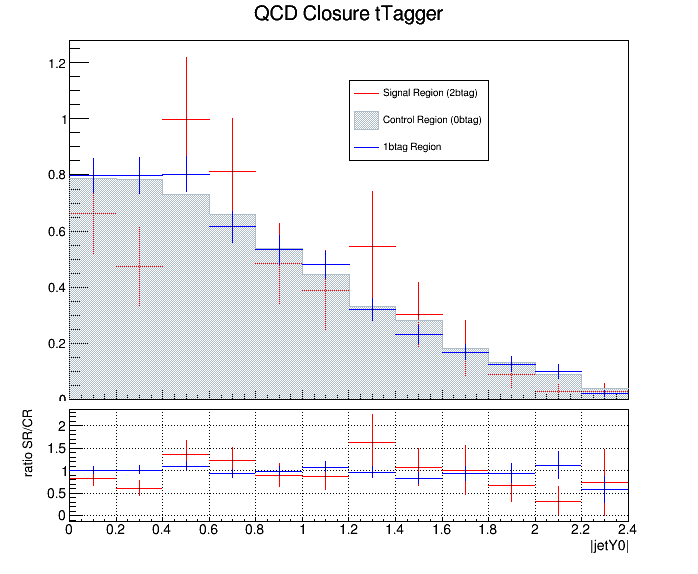 QCD Closure tTagger
1.2
1
0.8
0.6
0.4
0.2
0
Signal Region (2btag)
Control Region (0btag)
1btag Region
ratio SR/CR
2
1.5
1
0.5
0
0 0.2 0.4 0.6 0.8 1 1.2 1.4 1.6 1.8 2 2.2 2.4
|jetY0|